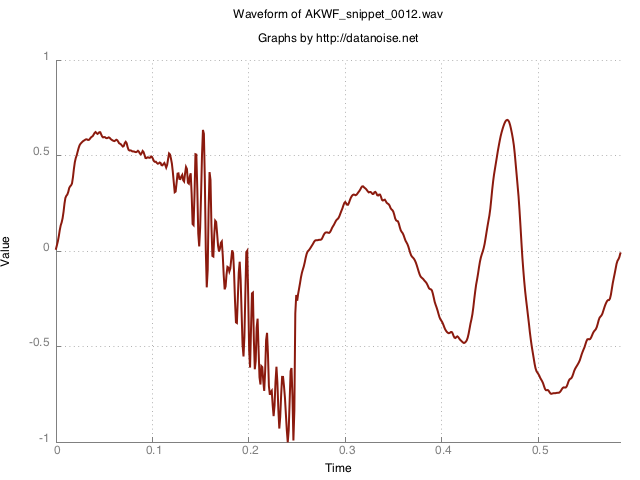 Waveform of AKWF_snippet_0012.wav
Graphs by http://datanoise.net
1
0.5
0
-0.5
-1
Value
0 0.1 0.2 0.3 0.4 0.5
Time